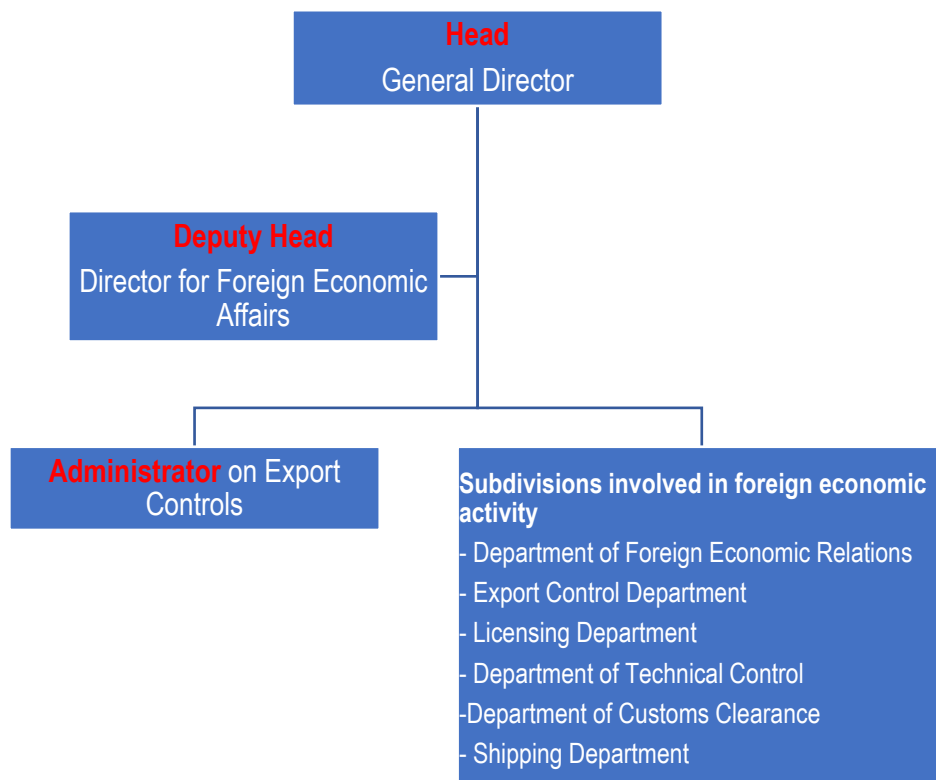 Head
General Director
Deputy Head
Director for Foreign Economic
Affairs
Administrator on Export
Controls
Subdivisions involved in foreign economic
activity
- Department of Foreign Economic Relations
- Export Control Department
- Licensing Department
- Department of Technical Control
-Department of Customs Clearance
- Shipping Department